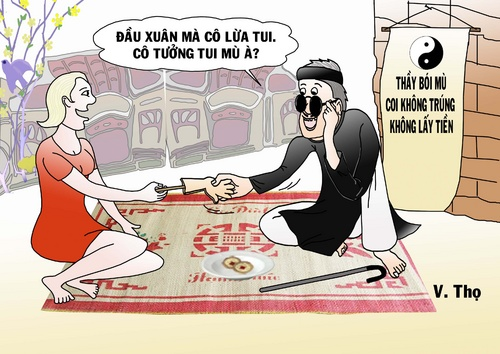 ĐẦU XUÂN MÀ CÔ LỪA TUI.
CÔ TƯỞNG TUI MÙ À?
THẦY BÓI MÙ
COI KHÔNG TRÚNG
KHÔNG LẤY TIỀN
V. Thọ